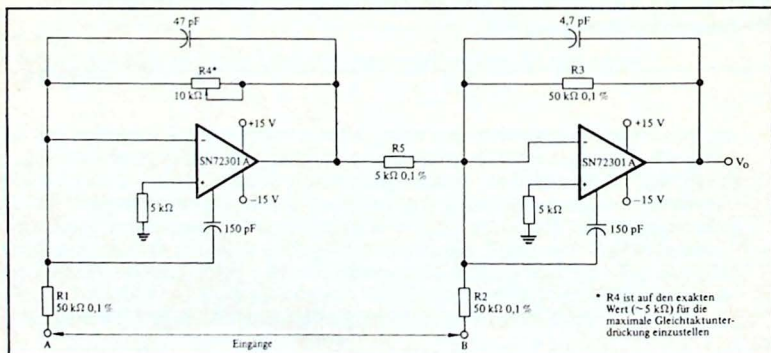 47 pF
4,7 pF
R4*
10 kΩ
R3
50 kΩ 0,1 %
+15 V
+15 V
−
SN72301A
+
R5
5 kΩ 0,1 %
−
SN72301A
+
V₀
−15 V
−15 V
5 kΩ
5 kΩ
150 pF
150 pF
R1
50 kΩ 0,1 %
R2
50 kΩ 0,1 %
* R4 ist auf den exakten
Wert (~5 kΩ) für die
maximale Gleichtaktunter-
drückung einzustellen
A
Eingänge
B